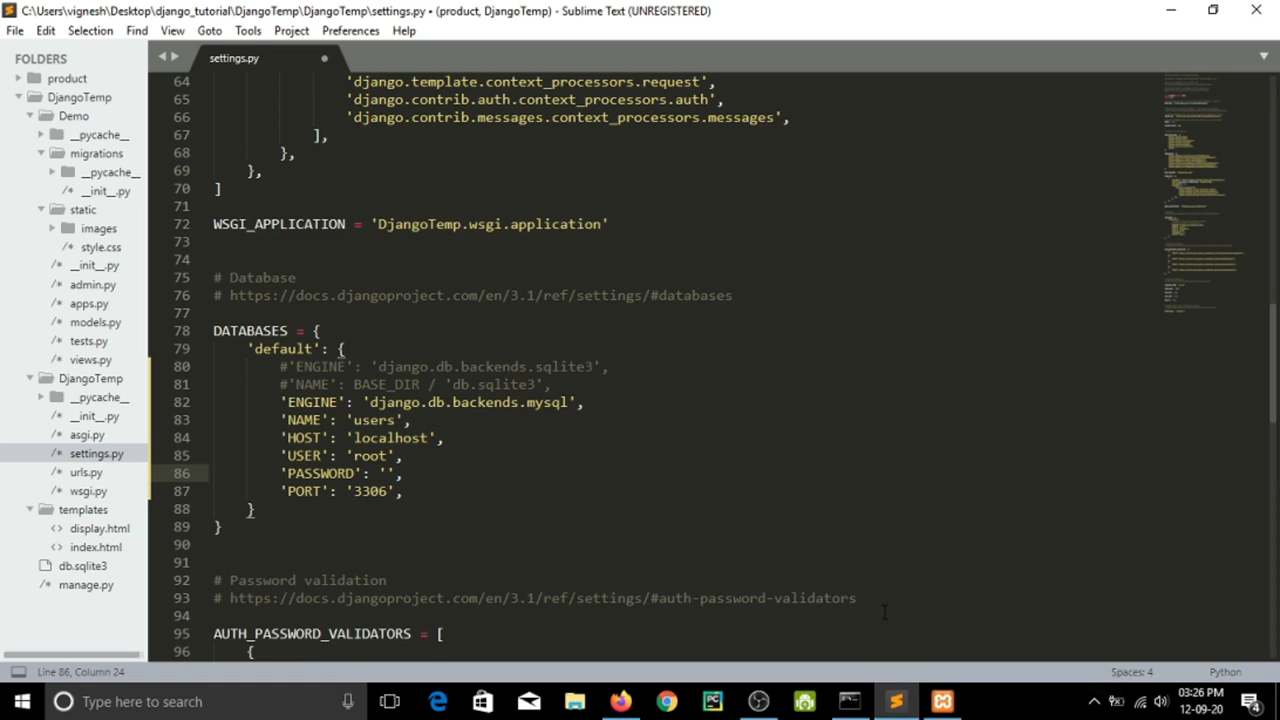 C:\Users\vignesh\Desktop\django_tutorial\DjangoTemp\DjangoTemp\settings.py • (product, DjangoTemp) - Sublime Text (UNREGISTERED)
File Edit Selection Find View Goto Tools Project Preferences Help
FOLDERS
product
DjangoTemp
Demo
__pycache__
migrations
__pycache__
__init__.py
static
images
style.css
__init__.py
admin.py
apps.py
models.py
tests.py
views.py
DjangoTemp
__pycache__
__init__.py
asgi.py
settings.py
urls.py
wsgi.py
templates
display.html
index.html
db.sqlite3
manage.py
settings.py
64 'django.template.context_processors.request',
65 'django.contrib.auth.context_processors.auth',
66 'django.contrib.messages.context_processors.messages',
67 ],
68 },
69 },
70 ]
71
72 WSGI_APPLICATION = 'DjangoTemp.wsgi.application'
73
74
75 # Database
76 # https://docs.djangoproject.com/en/3.1/ref/settings/#databases
77
78 DATABASES = {
79 'default': {
80 #'ENGINE': 'django.db.backends.sqlite3',
81 #'NAME': BASE_DIR / 'db.sqlite3',
82 'ENGINE': 'django.db.backends.mysql',
83 'NAME': 'users',
84 'HOST': 'localhost',
85 'USER': 'root',
86 'PASSWORD': '',
87 'PORT': '3306',
88 }
89 }
90
91
92 # Password validation
93 # https://docs.djangoproject.com/en/3.1/ref/settings/#auth-password-validators
94
95 AUTH_PASSWORD_VALIDATORS = [
96 {
Line 86, Column 24
Spaces: 4
Python
Type here to search
03:26 PM
12-09-20
4